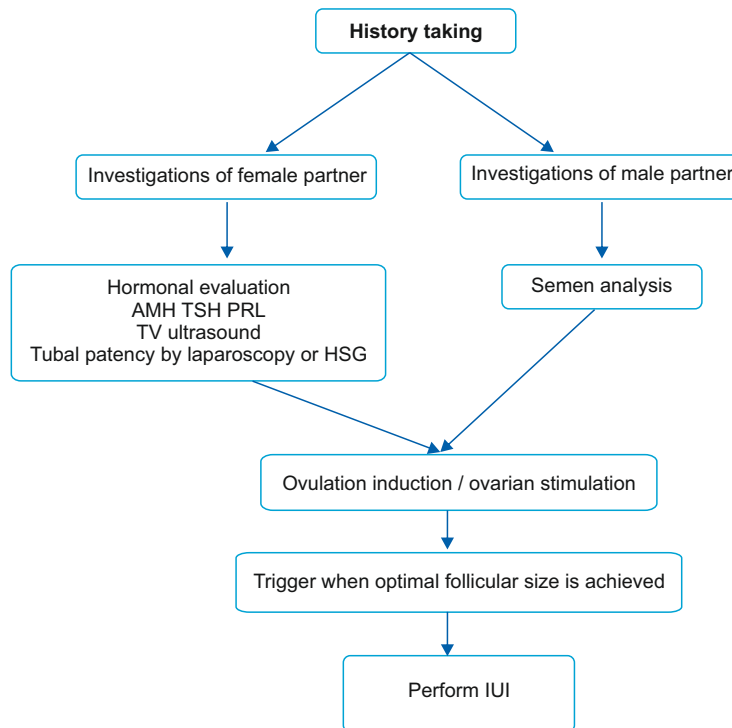 History taking
Investigations of female partner
Investigations of male partner
Hormonal evaluation
AMH TSH PRL
TV ultrasound
Tubal patency by laparoscopy or HSG
Semen analysis
Ovulation induction / ovarian stimulation
Trigger when optimal follicular size is achieved
Perform IUI